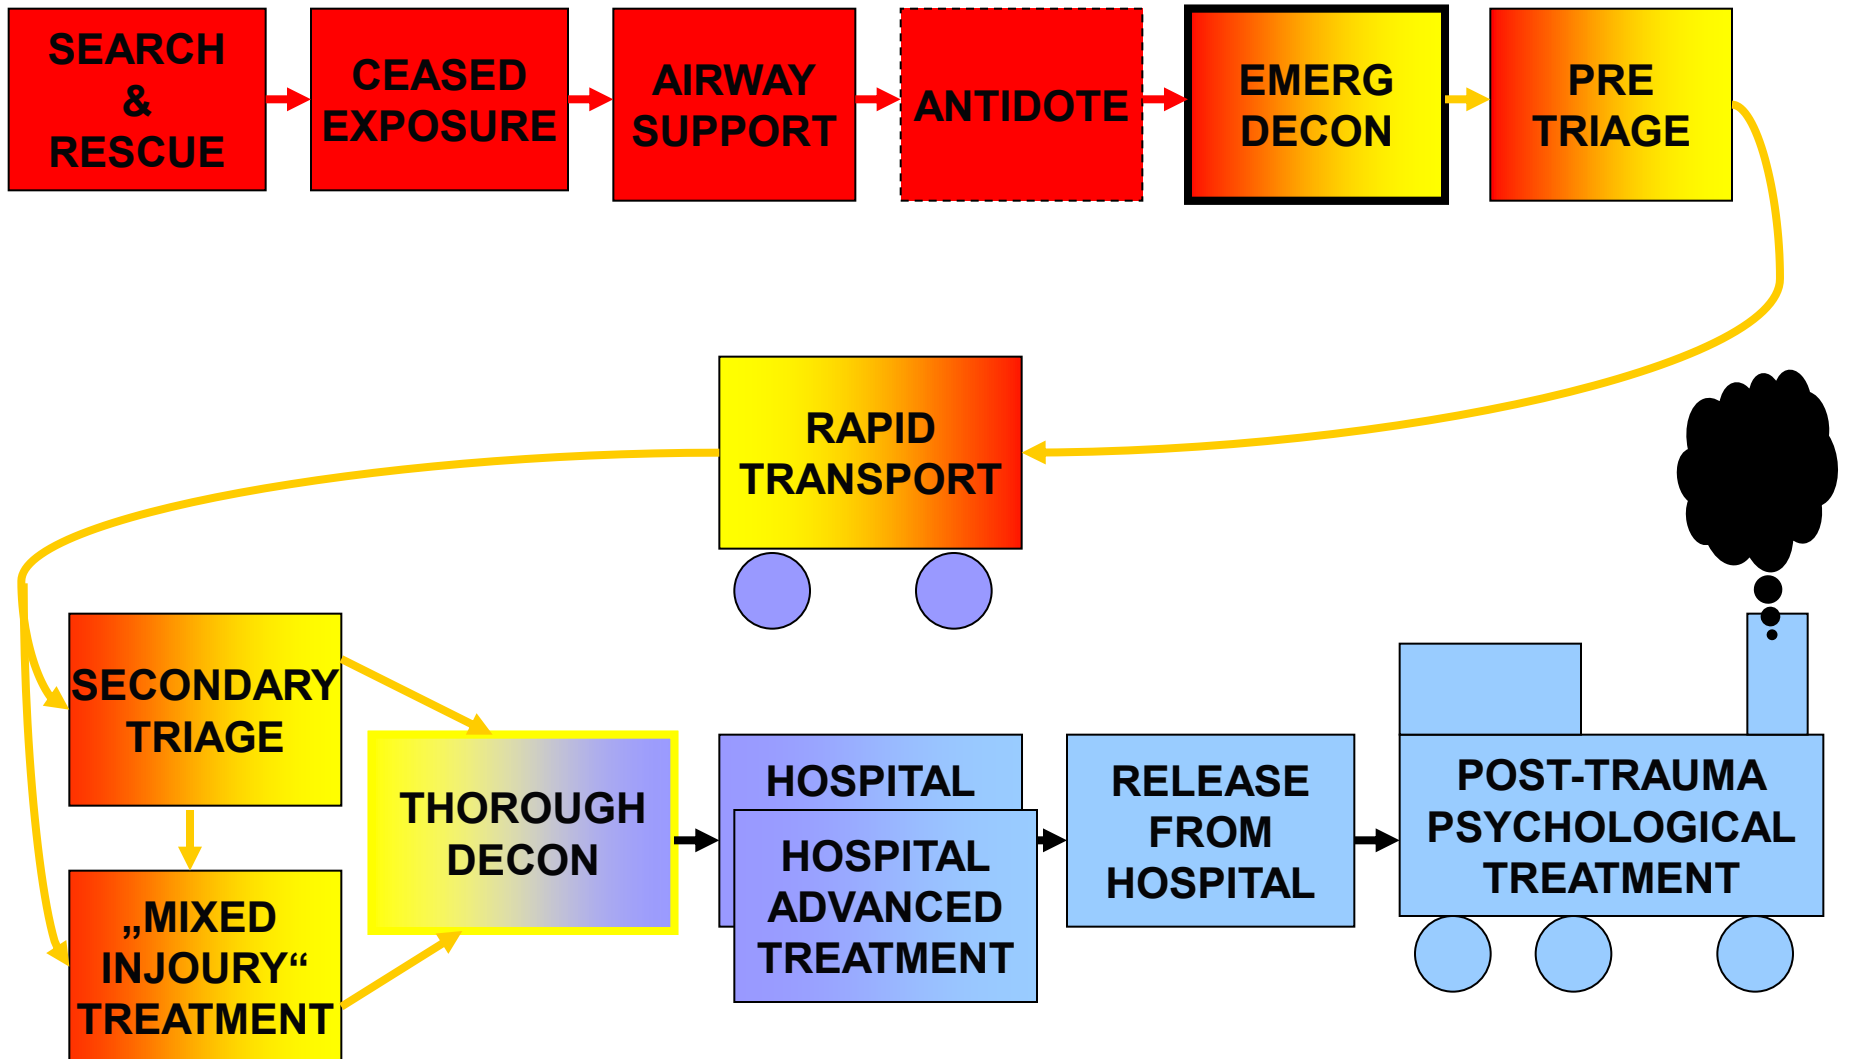 SEARCH
&
RESCUE
CEASED
EXPOSURE
AIRWAY
SUPPORT
ANTIDOTE
EMERG
DECON
PRE
TRIAGE
RAPID
TRANSPORT
SECONDARY
TRIAGE
„MIXED
INJOURY“
TREATMENT
THOROUGH
DECON
HOSPITAL
HOSPITAL
ADVANCED
TREATMENT
RELEASE
FROM
HOSPITAL
POST-TRAUMA
PSYCHOLOGICAL
TREATMENT